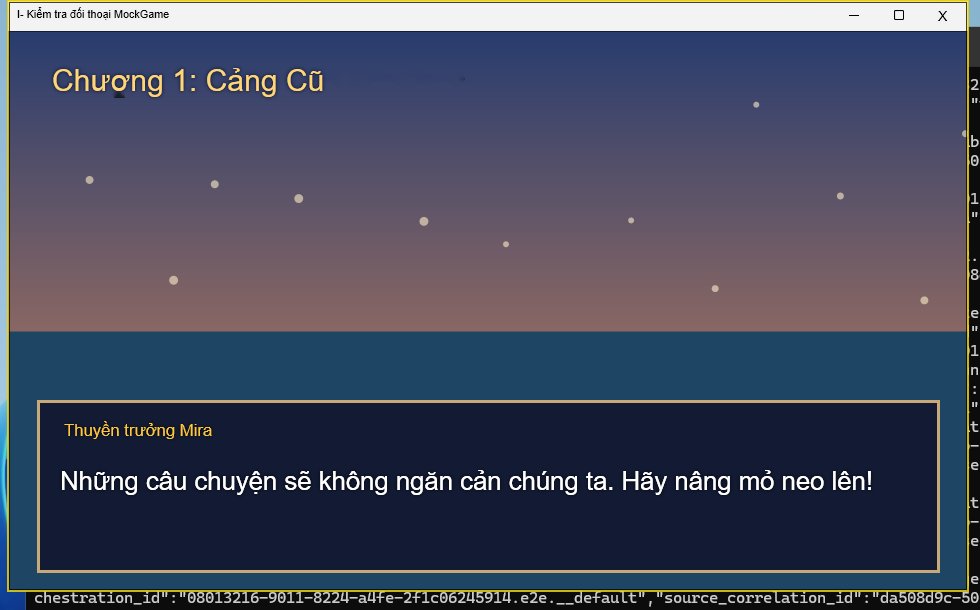 I- Kiểm tra đối thoại MockGame
Chương 1: Cảng Cũ
Thuyền trưởng Mira
Những câu chuyện sẽ không ngăn cản chúng ta. Hãy nâng mỏ neo lên!
chestration_id":"08013216-9011-8224-a4fe-2f1c06245914.e2e.__default","source_correlation_id":"da508d9c-5